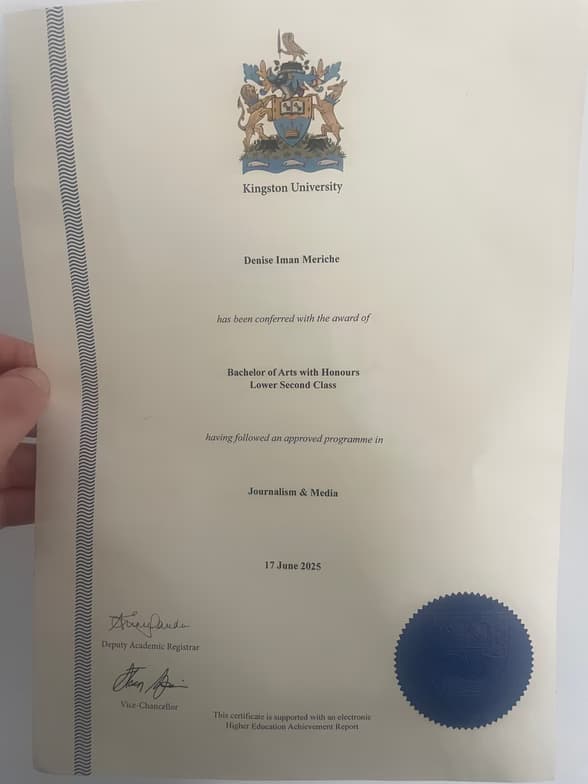 Kingston University
Denise Iman Meriche
has been conferred with the award of
Bachelor of Arts with Honours
Lower Second Class
having followed an approved programme in
Journalism & Media
17 June 2025
Deputy Academic Registrar
Vice-Chancellor
This certificate is supported with an electronic
Higher Education Achievement Report